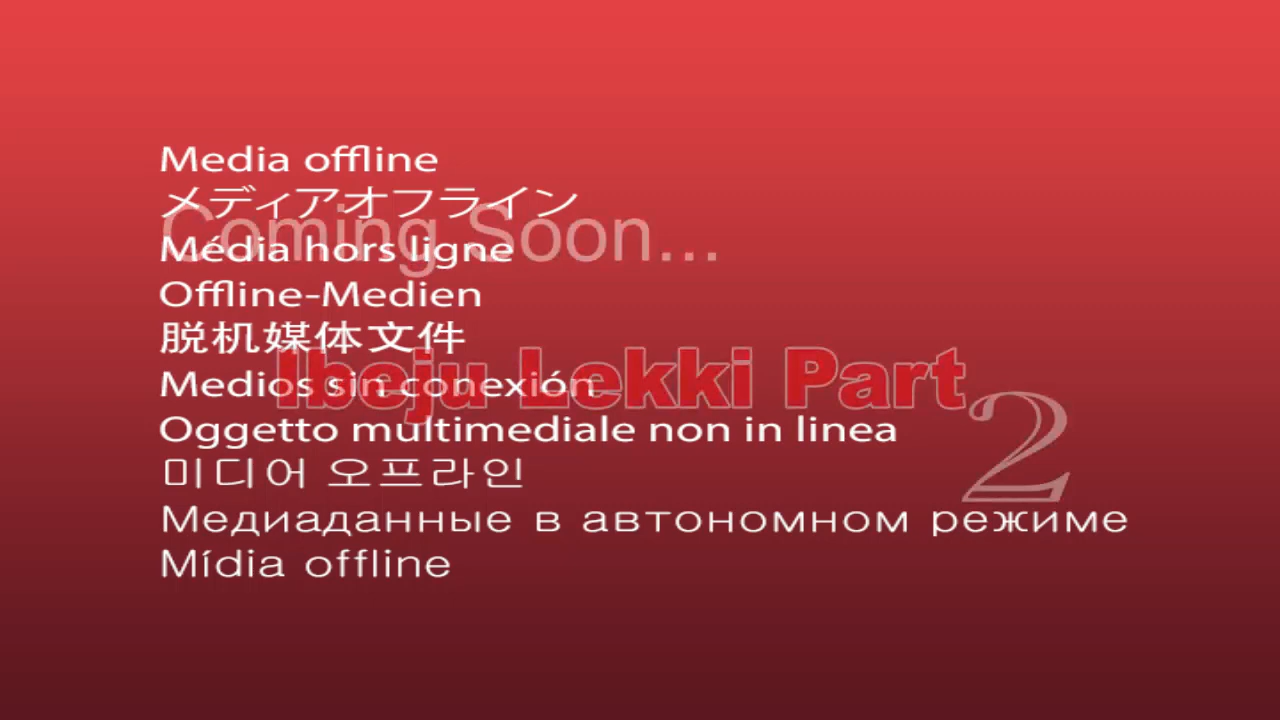 Media offline
メディアオフライン
Coming Soon...
Média hors ligne
Offline-Medien
脱机媒体文件
Ibeju Lekki Part 2
Medios sin conexión
Oggetto multimediale non in linea
미디어 오프라인
Медиаданные в автономном режиме
Mídia offline